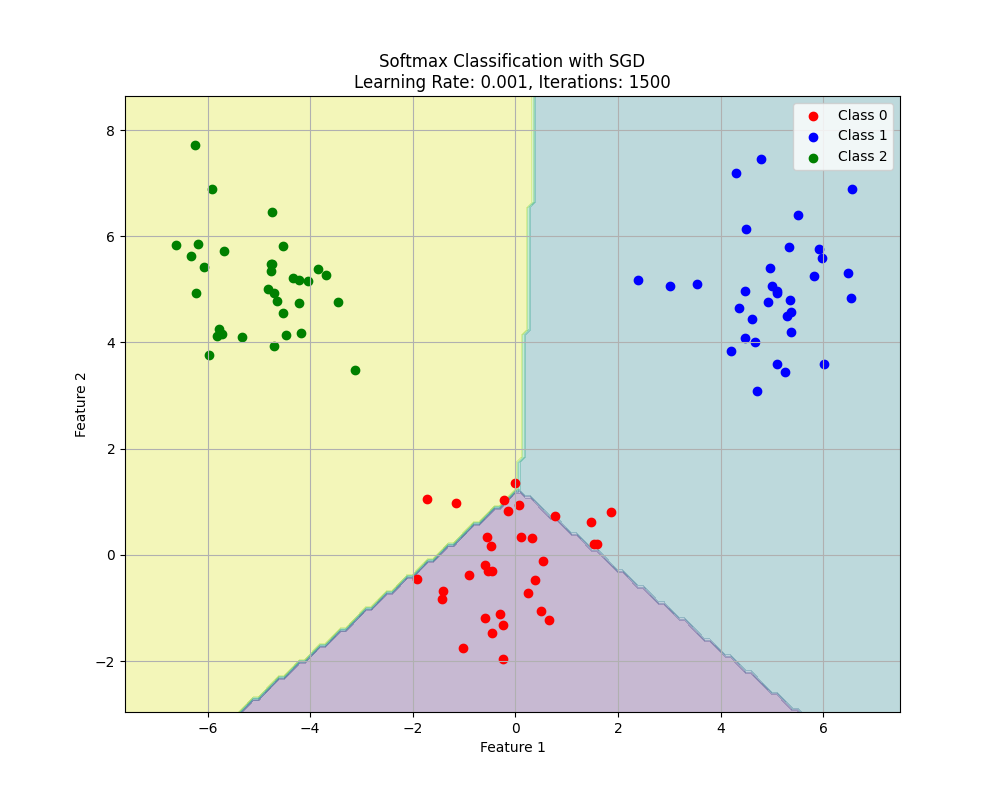 Softmax Classification with SGD
Learning Rate: 0.001, Iterations: 1500
Class 0
Class 1
Class 2
8
6
4
2
0
−2
Feature 2
−6
−4
−2
0
2
4
6
Feature 1